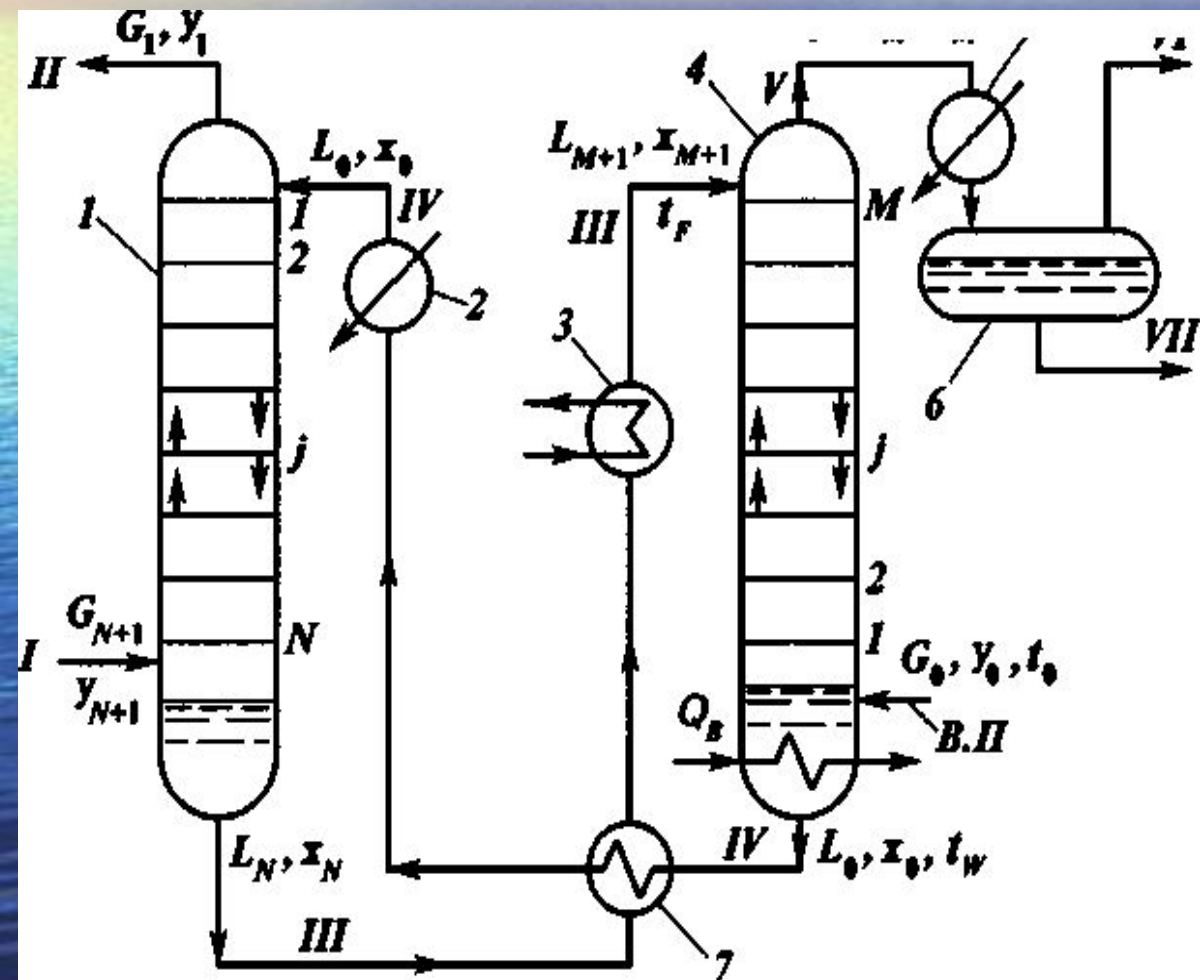 G₁, y₁
II
L₀, x₀
IV
1
1
2
2
j
N
G_{N+1}
I
y_{N+1}
L_N, x_N
III
3
III
L_{M+1}, x_{M+1}
t_F
4
V
M
6
VII
j
2
1
G₀, y₀, t₀
В.П
Q_B
IV
L₀, x₀, t_W
7